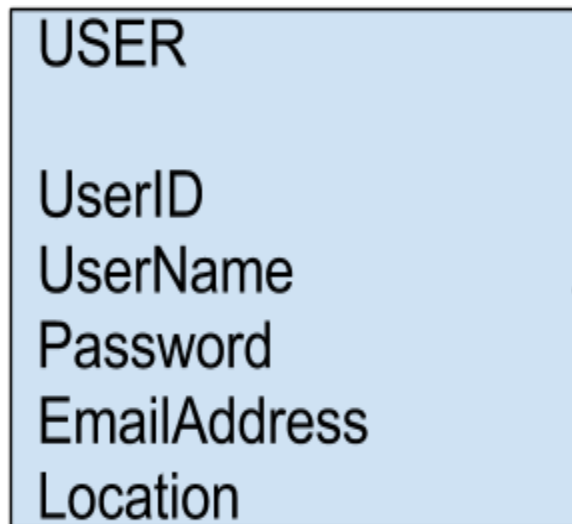 USER
UserID
UserName
Password
EmailAddress
Location